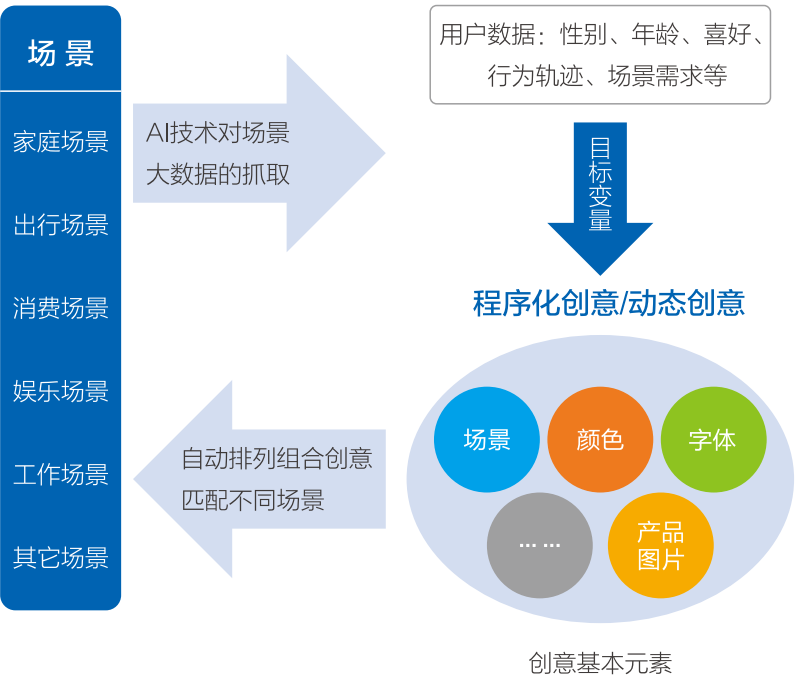 场景
家庭场景
出行场景
消费场景
娱乐场景
工作场景
其它场景
AI技术对场景
大数据的抓取
用户数据：性别、年龄、喜好、
行为轨迹、场景需求等
目标变量
程序化创意/动态创意
场景
颜色
字体
... ...
产品
图片
创意基本元素
自动排列组合创意
匹配不同场景